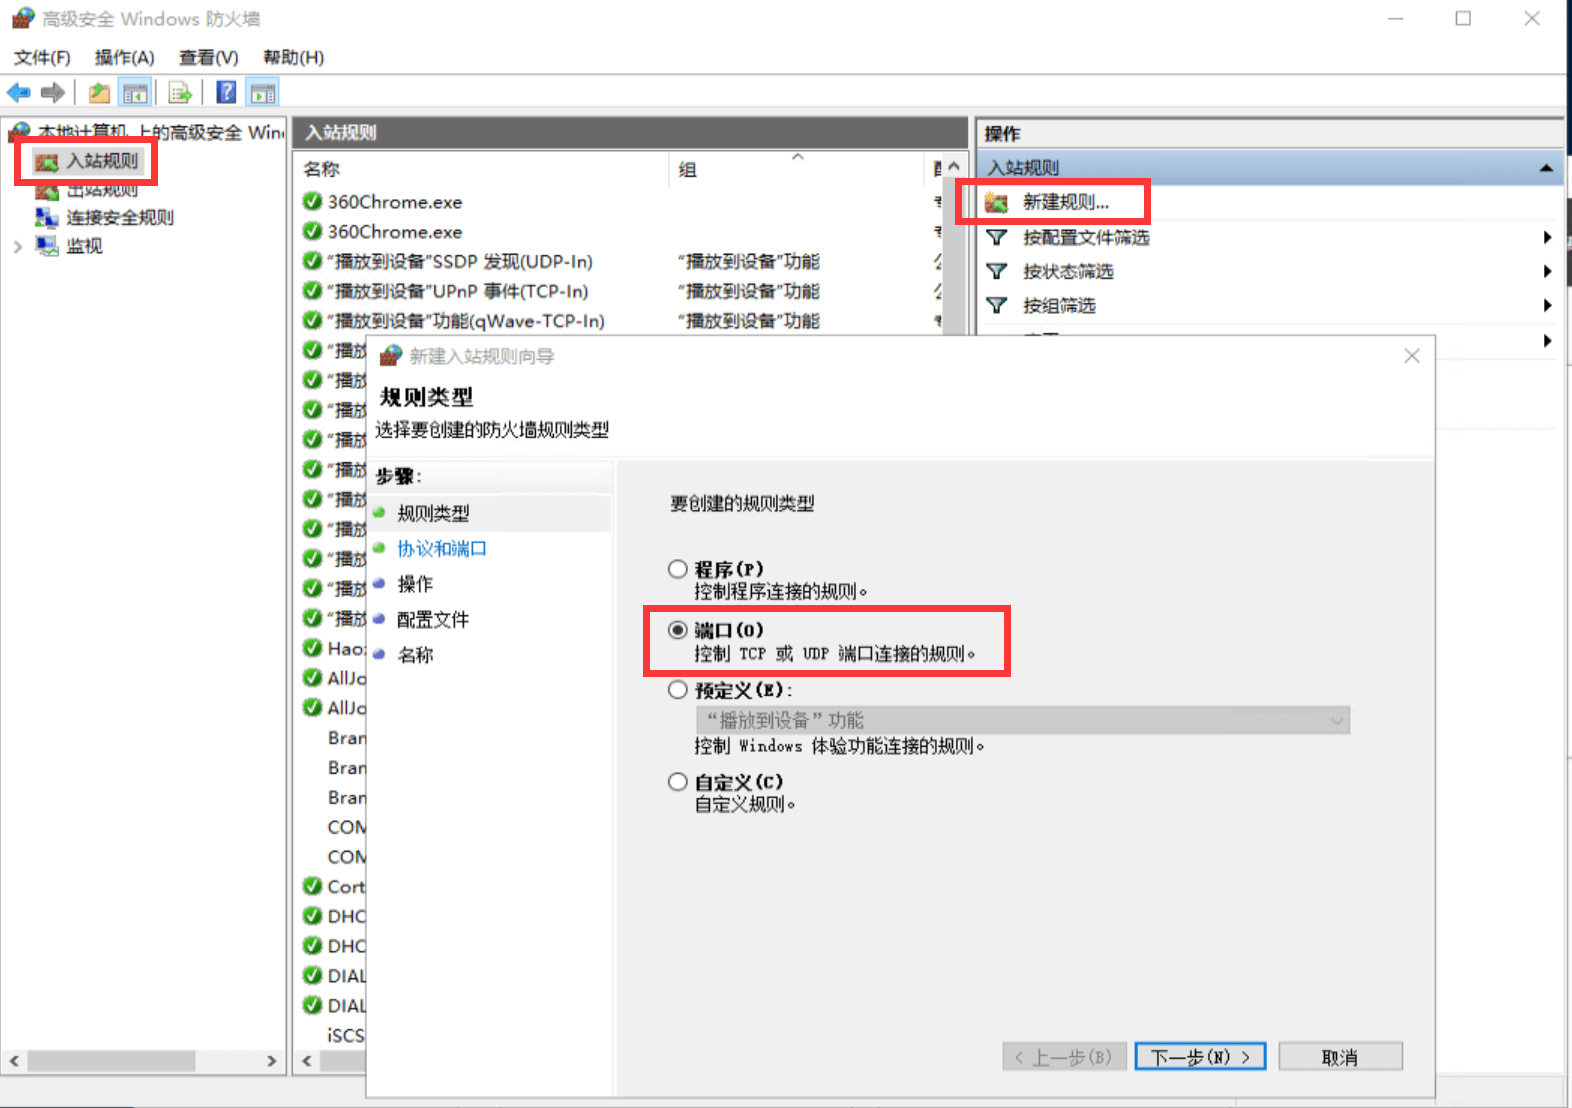 高级安全 Windows 防火墙
文件(F) 操作(A) 查看(V) 帮助(H)
本地计算机 上的高级安全 Win
入站规则
出站规则
连接安全规则
监视
入站规则
名称 组
360Chrome.exe
360Chrome.exe
“播放到设备”SSDP 发现(UDP-In) “播放到设备”功能
“播放到设备”UPnP 事件(TCP-In) “播放到设备”功能
“播放到设备”功能(qWave-TCP-In) “播放到设备”功能
“播放
“播放
“播放
“播放
“播放
“播放
“播放
“播放
“播放
“播放
Hao
AllJo
AllJo
Bran
Bran
Bran
COM
COM
Cort
DHC
DHC
DIAL
DIAL
iSCS
操作
入站规则
新建规则...
按配置文件筛选
按状态筛选
按组筛选
新建入站规则向导
规则类型
选择要创建的防火墙规则类型
步骤:
规则类型
协议和端口
操作
配置文件
名称
要创建的规则类型
程序(P)
控制程序连接的规则。
端口(O)
控制 TCP 或 UDP 端口连接的规则。
预定义(E):
“播放到设备”功能
控制 Windows 体验功能连接的规则。
自定义(C)
自定义规则。
< 上一步(B) 下一步(N) > 取消